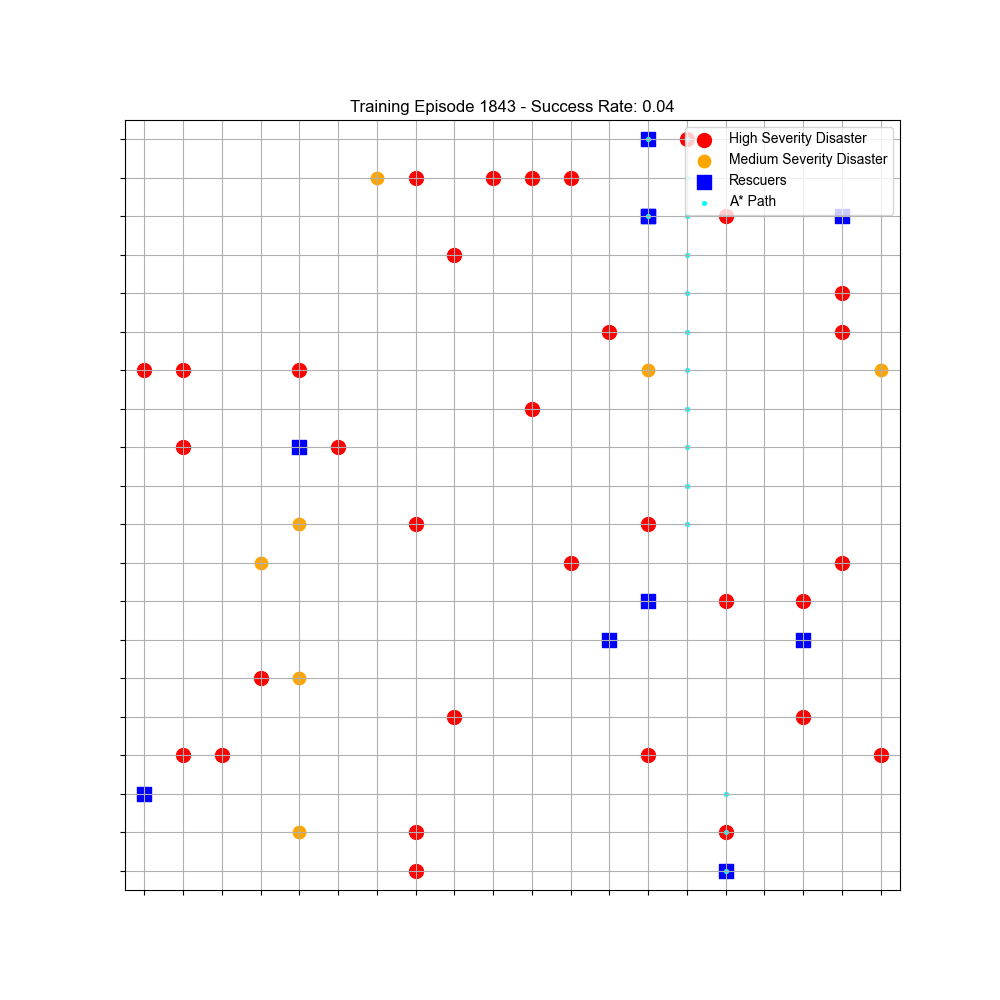 Training Episode 1843 - Success Rate: 0.04
High Severity Disaster
Medium Severity Disaster
Rescuers
A* Path